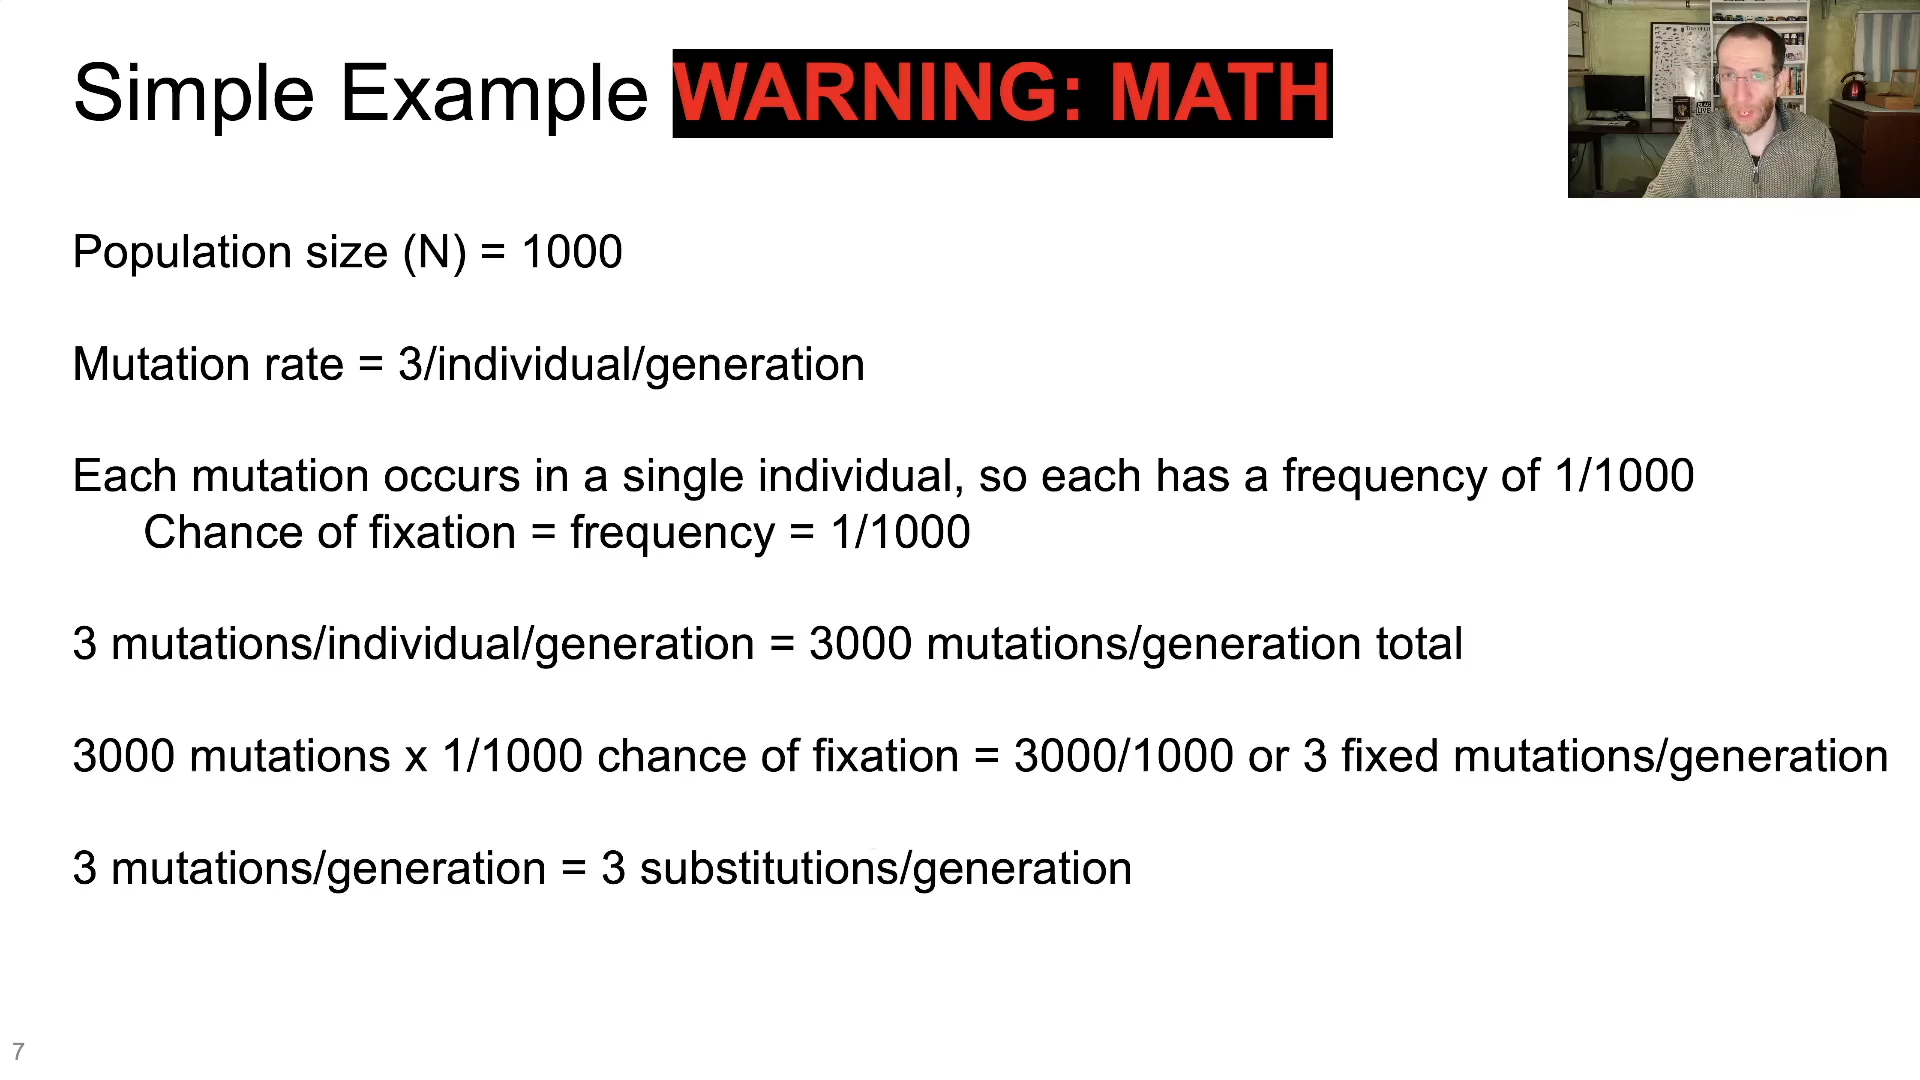 Simple Example WARNING: MATH
Population size (N) = 1000
Mutation rate = 3/individual/generation
Each mutation occurs in a single individual, so each has a frequency of 1/1000
Chance of fixation = frequency = 1/1000
3 mutations/individual/generation = 3000 mutations/generation total
3000 mutations x 1/1000 chance of fixation = 3000/1000 or 3 fixed mutations/generation
3 mutations/generation = 3 substitutions/generation
7